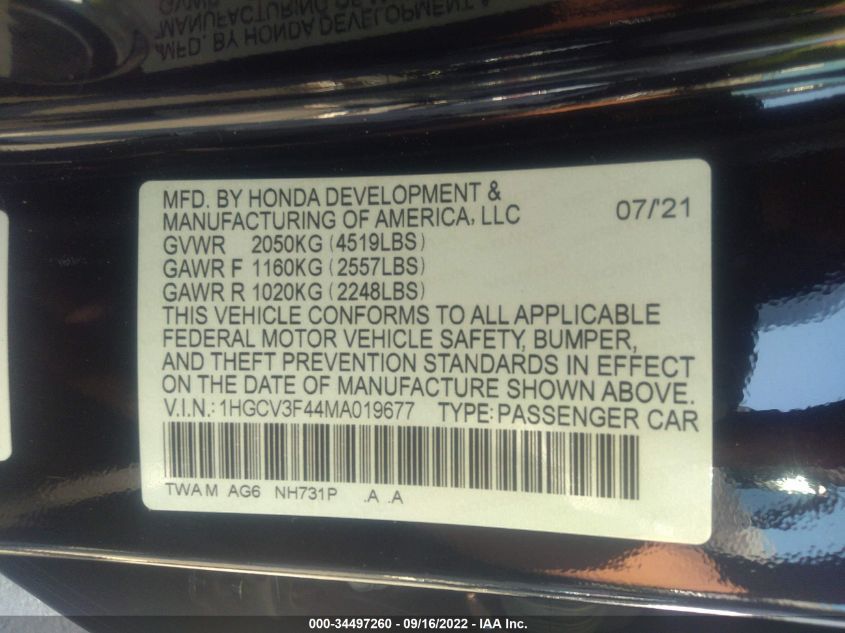 MFD. BY HONDA DEVELOPMENT &
MANUFACTURING OF AMERICA, LLC 07/'21
GVWR 2050KG (4519LBS)
GAWR F 1160KG (2557LBS)
GAWR R 1020KG (2248LBS)
THIS VEHICLE CONFORMS TO ALL APPLICABLE
FEDERAL MOTOR VEHICLE SAFETY, BUMPER,
AND THEFT PREVENTION STANDARDS IN EFFECT
ON THE DATE OF MANUFACTURE SHOWN ABOVE.
V.I.N.: 1HGCV3F44MA019677 TYPE: PASSENGER CAR
TWA M AG6 NH731P .A .A
000-34497260 - 09/16/2022 - IAA Inc.